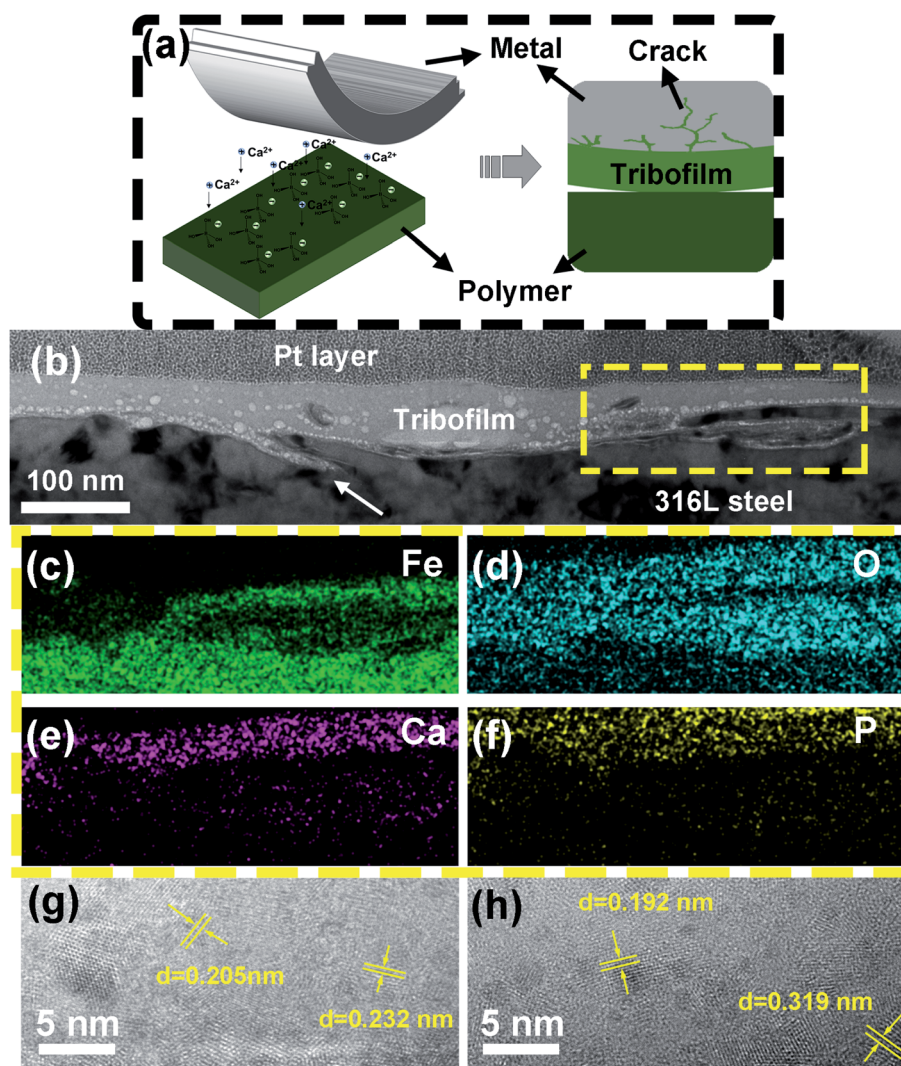 (a)
Metal
Crack
Ca²⁺
Ca²⁺
Ca²⁺
Ca²⁺
Ca²⁺
Ca²⁺
Tribofilm
Polymer
(b)
Pt layer
Tribofilm
100 nm
316L steel
(c)
Fe
(d)
O
(e)
Ca
(f)
P
(g)
d=0.205nm
d=0.232 nm
5 nm
(h)
d=0.192 nm
d=0.319 nm
5 nm